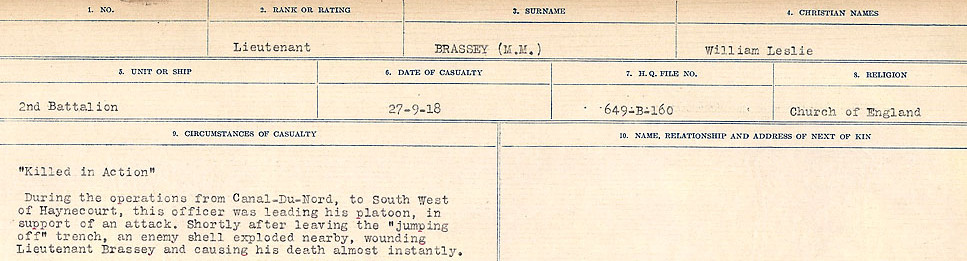 1. NO. 2. RANK OR RATING 3. SURNAME 4. CHRISTIAN NAMES
Lieutenant BRASSEY (M.M.) William Leslie
5. UNIT OR SHIP 6. DATE OF CASUALTY 7. H. Q. FILE NO. 8. RELIGION
2nd Battalion 27-9-18 649-B-160 Church of England
9. CIRCUMSTANCES OF CASUALTY 10. NAME, RELATIONSHIP AND ADDRESS OF NEXT OF KIN
"Killed in Action"
During the operations from Canal-Du-Nord, to South West
of Haynecourt, this officer was leading his platoon, in
support of an attack. Shortly after leaving the "jumping
off" trench, an enemy shell exploded nearby, wounding
Lieutenant Brassey and causing his death almost instantly.